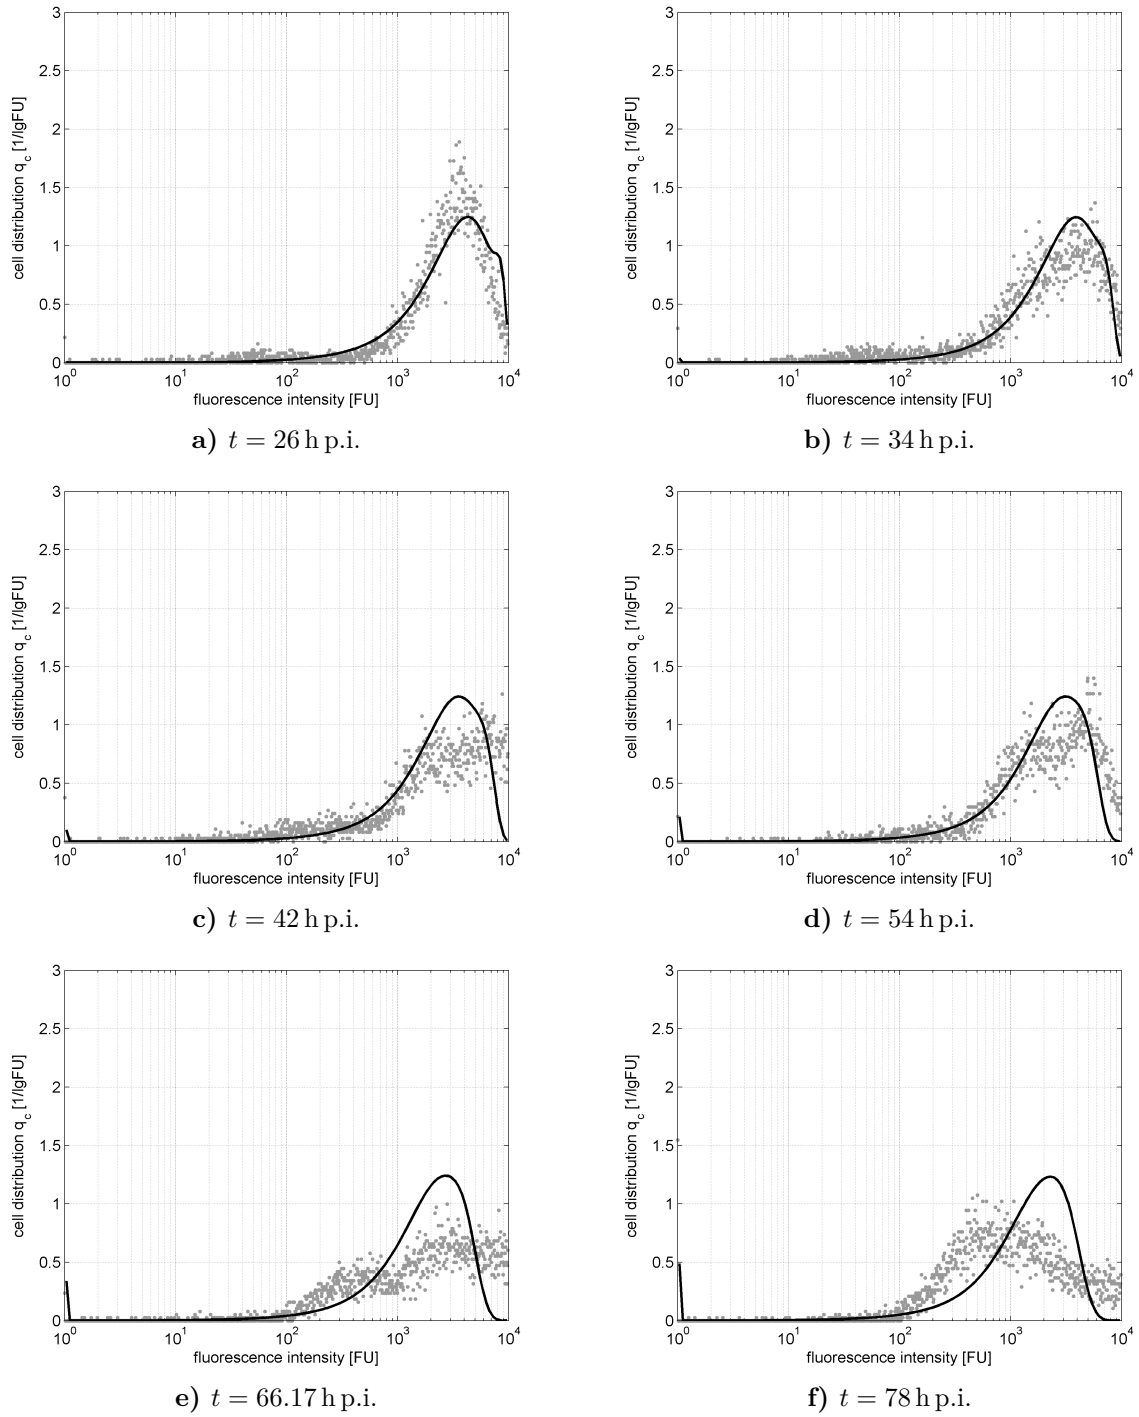 3
2.5
2
1.5
1
0.5
0
cell distribution q_c [1/lgFU]
10^0 10^1 10^2 10^3 10^4
fluorescence intensity [FU]
a) t = 26 h p.i.
3
2.5
2
1.5
1
0.5
0
cell distribution q_c [1/lgFU]
10^0 10^1 10^2 10^3 10^4
fluorescence intensity [FU]
b) t = 34 h p.i.
3
2.5
2
1.5
1
0.5
0
cell distribution q_c [1/lgFU]
10^0 10^1 10^2 10^3 10^4
fluorescence intensity [FU]
c) t = 42 h p.i.
3
2.5
2
1.5
1
0.5
0
cell distribution q_c [1/lgFU]
10^0 10^1 10^2 10^3 10^4
fluorescence intensity [FU]
d) t = 54 h p.i.
3
2.5
2
1.5
1
0.5
0
cell distribution q_c [1/lgFU]
10^0 10^1 10^2 10^3 10^4
fluorescence intensity [FU]
e) t = 66.17 h p.i.
3
2.5
2
1.5
1
0.5
0
cell distribution q_c [1/lgFU]
10^0 10^1 10^2 10^3 10^4
fluorescence intensity [FU]
f) t = 78 h p.i.